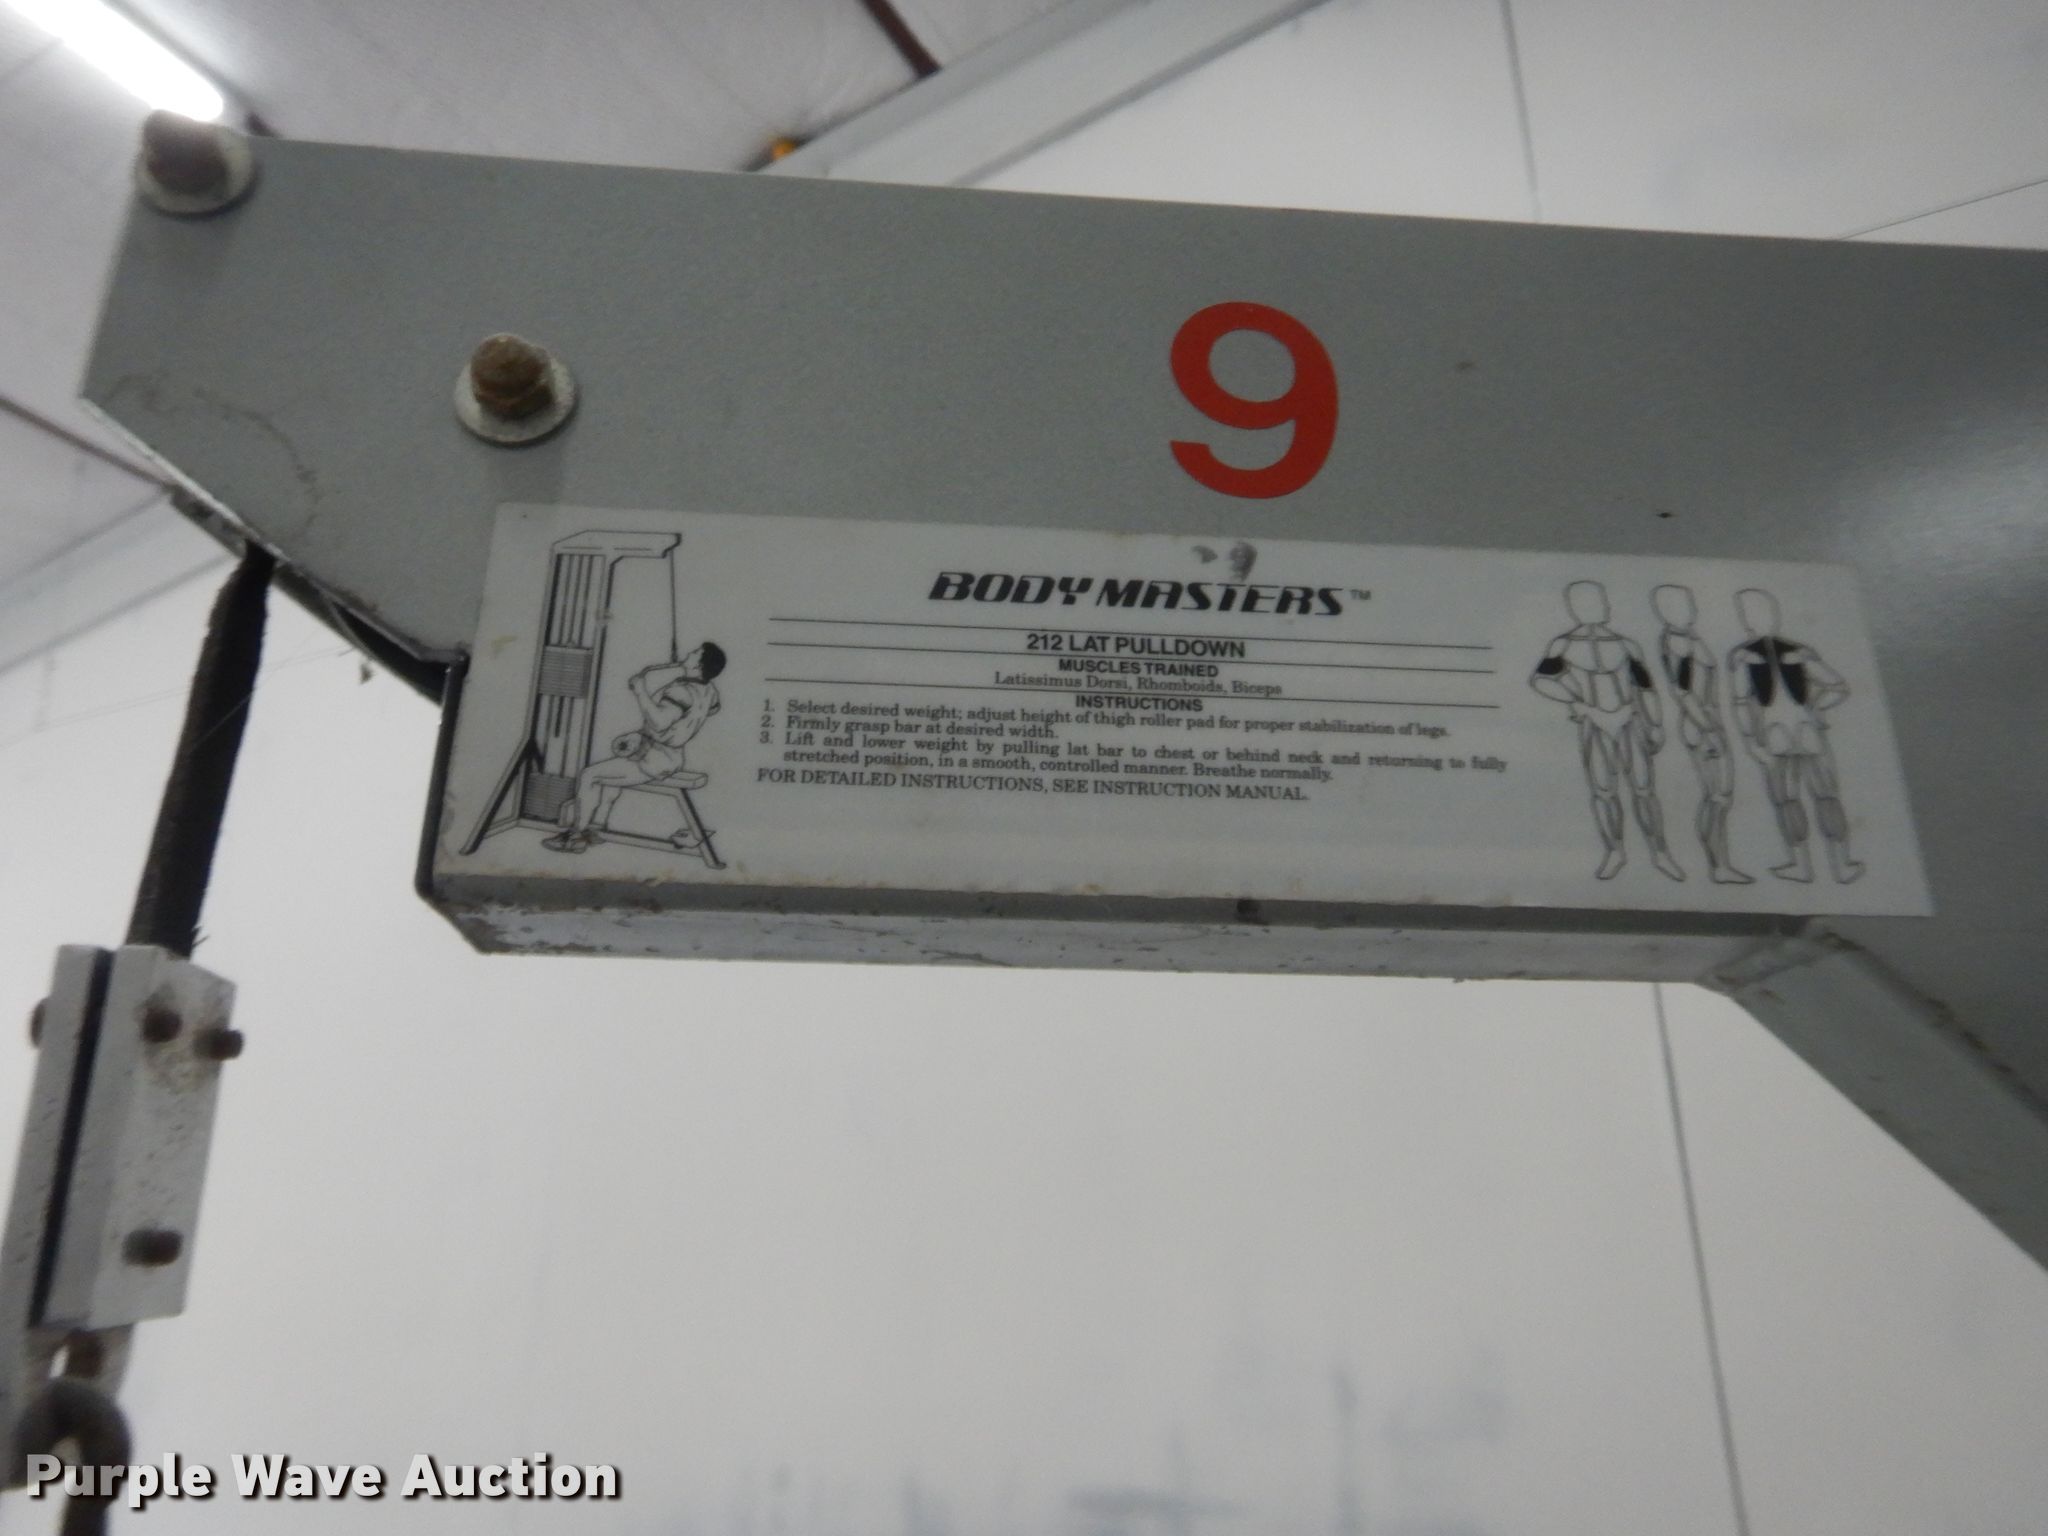 9
BODY MASTERS™
212 LAT PULLDOWN
MUSCLES TRAINED
Latissimus Dorsi, Rhomboids, Biceps
INSTRUCTIONS
1. Select desired weight; adjust height of thigh roller pad for proper stabilization of legs.
2. Firmly grasp bar at desired width.
3. Lift and lower weight by pulling lat bar to chest or behind neck and returning to fully
stretched position, in a smooth, controlled manner. Breathe normally.
FOR DETAILED INSTRUCTIONS, SEE INSTRUCTION MANUAL.
Purple Wave Auction